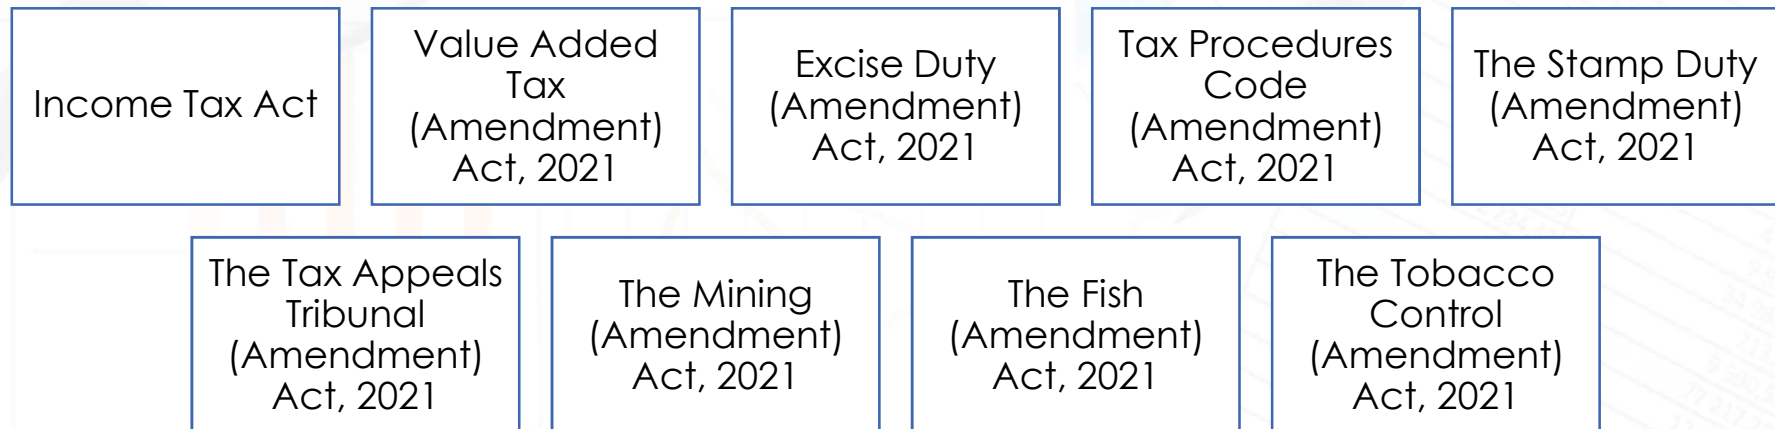 Income Tax Act
Value Added
Tax
(Amendment)
Act, 2021
Excise Duty
(Amendment)
Act, 2021
Tax Procedures
Code
(Amendment)
Act, 2021
The Stamp Duty
(Amendment)
Act, 2021
The Tax Appeals
Tribunal
(Amendment)
Act, 2021
The Mining
(Amendment)
Act, 2021
The Fish
(Amendment)
Act, 2021
The Tobacco
Control
(Amendment)
Act, 2021